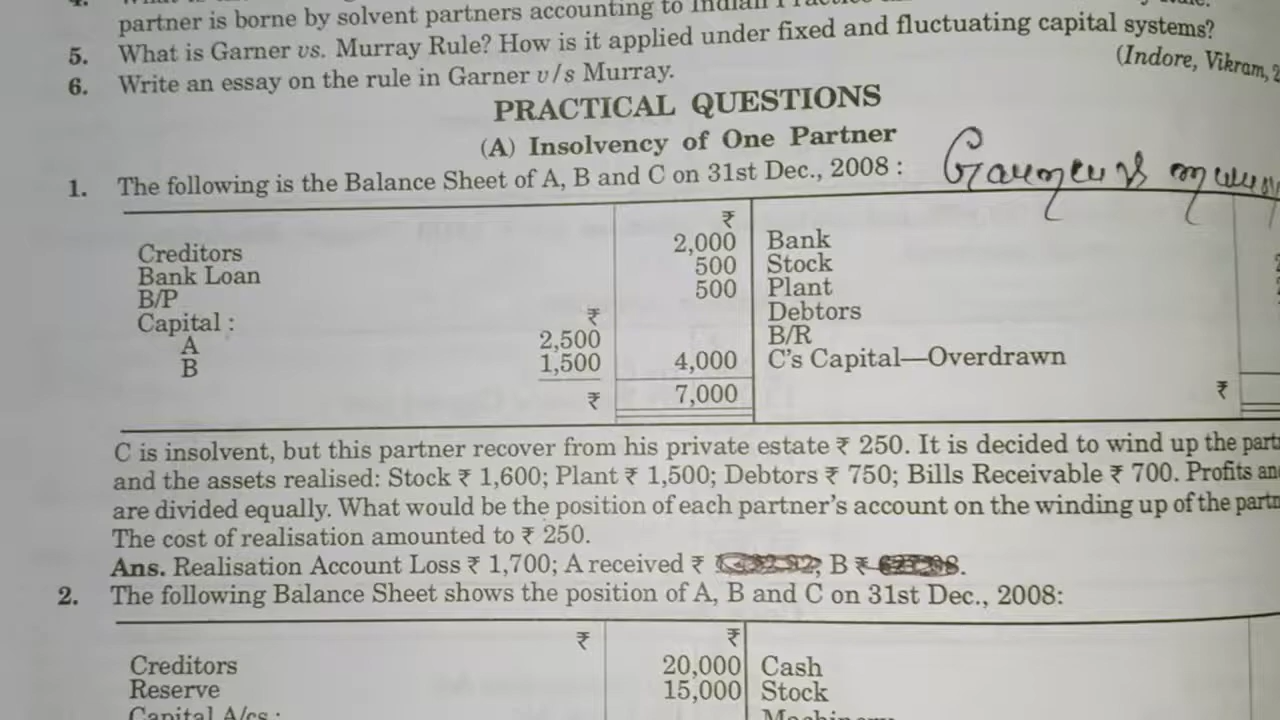 partner is borne by solvent partners accounting to Indian
5. What is Garner vs. Murray Rule? How is it applied under fixed and fluctuating capital systems?
(Indore, Vikram,
6. Write an essay on the rule in Garner v/s Murray.
PRACTICAL QUESTIONS
(A) Insolvency of One Partner
1. The following is the Balance Sheet of A, B and C on 31st Dec., 2008 :
₹
Creditors 2,000 Bank
Bank Loan 500 Stock
B/P 500 Plant
Capital : ₹ Debtors
A 2,500 B/R
B 1,500 4,000 C's Capital—Overdrawn
₹ 7,000 ₹
C is insolvent, but this partner recover from his private estate ₹ 250. It is decided to wind up the
and the assets realised: Stock ₹ 1,600; Plant ₹ 1,500; Debtors ₹ 750; Bills Receivable ₹ 700. Profits
are divided equally. What would be the position of each partner's account on the winding up of the
The cost of realisation amounted to ₹ 250.
Ans. Realisation Account Loss ₹ 1,700; A received ₹ ; B ₹
2. The following Balance Sheet shows the position of A, B and C on 31st Dec., 2008:
₹ ₹
Creditors 20,000 Cash
Reserve 15,000 Stock
Capital A/cs :